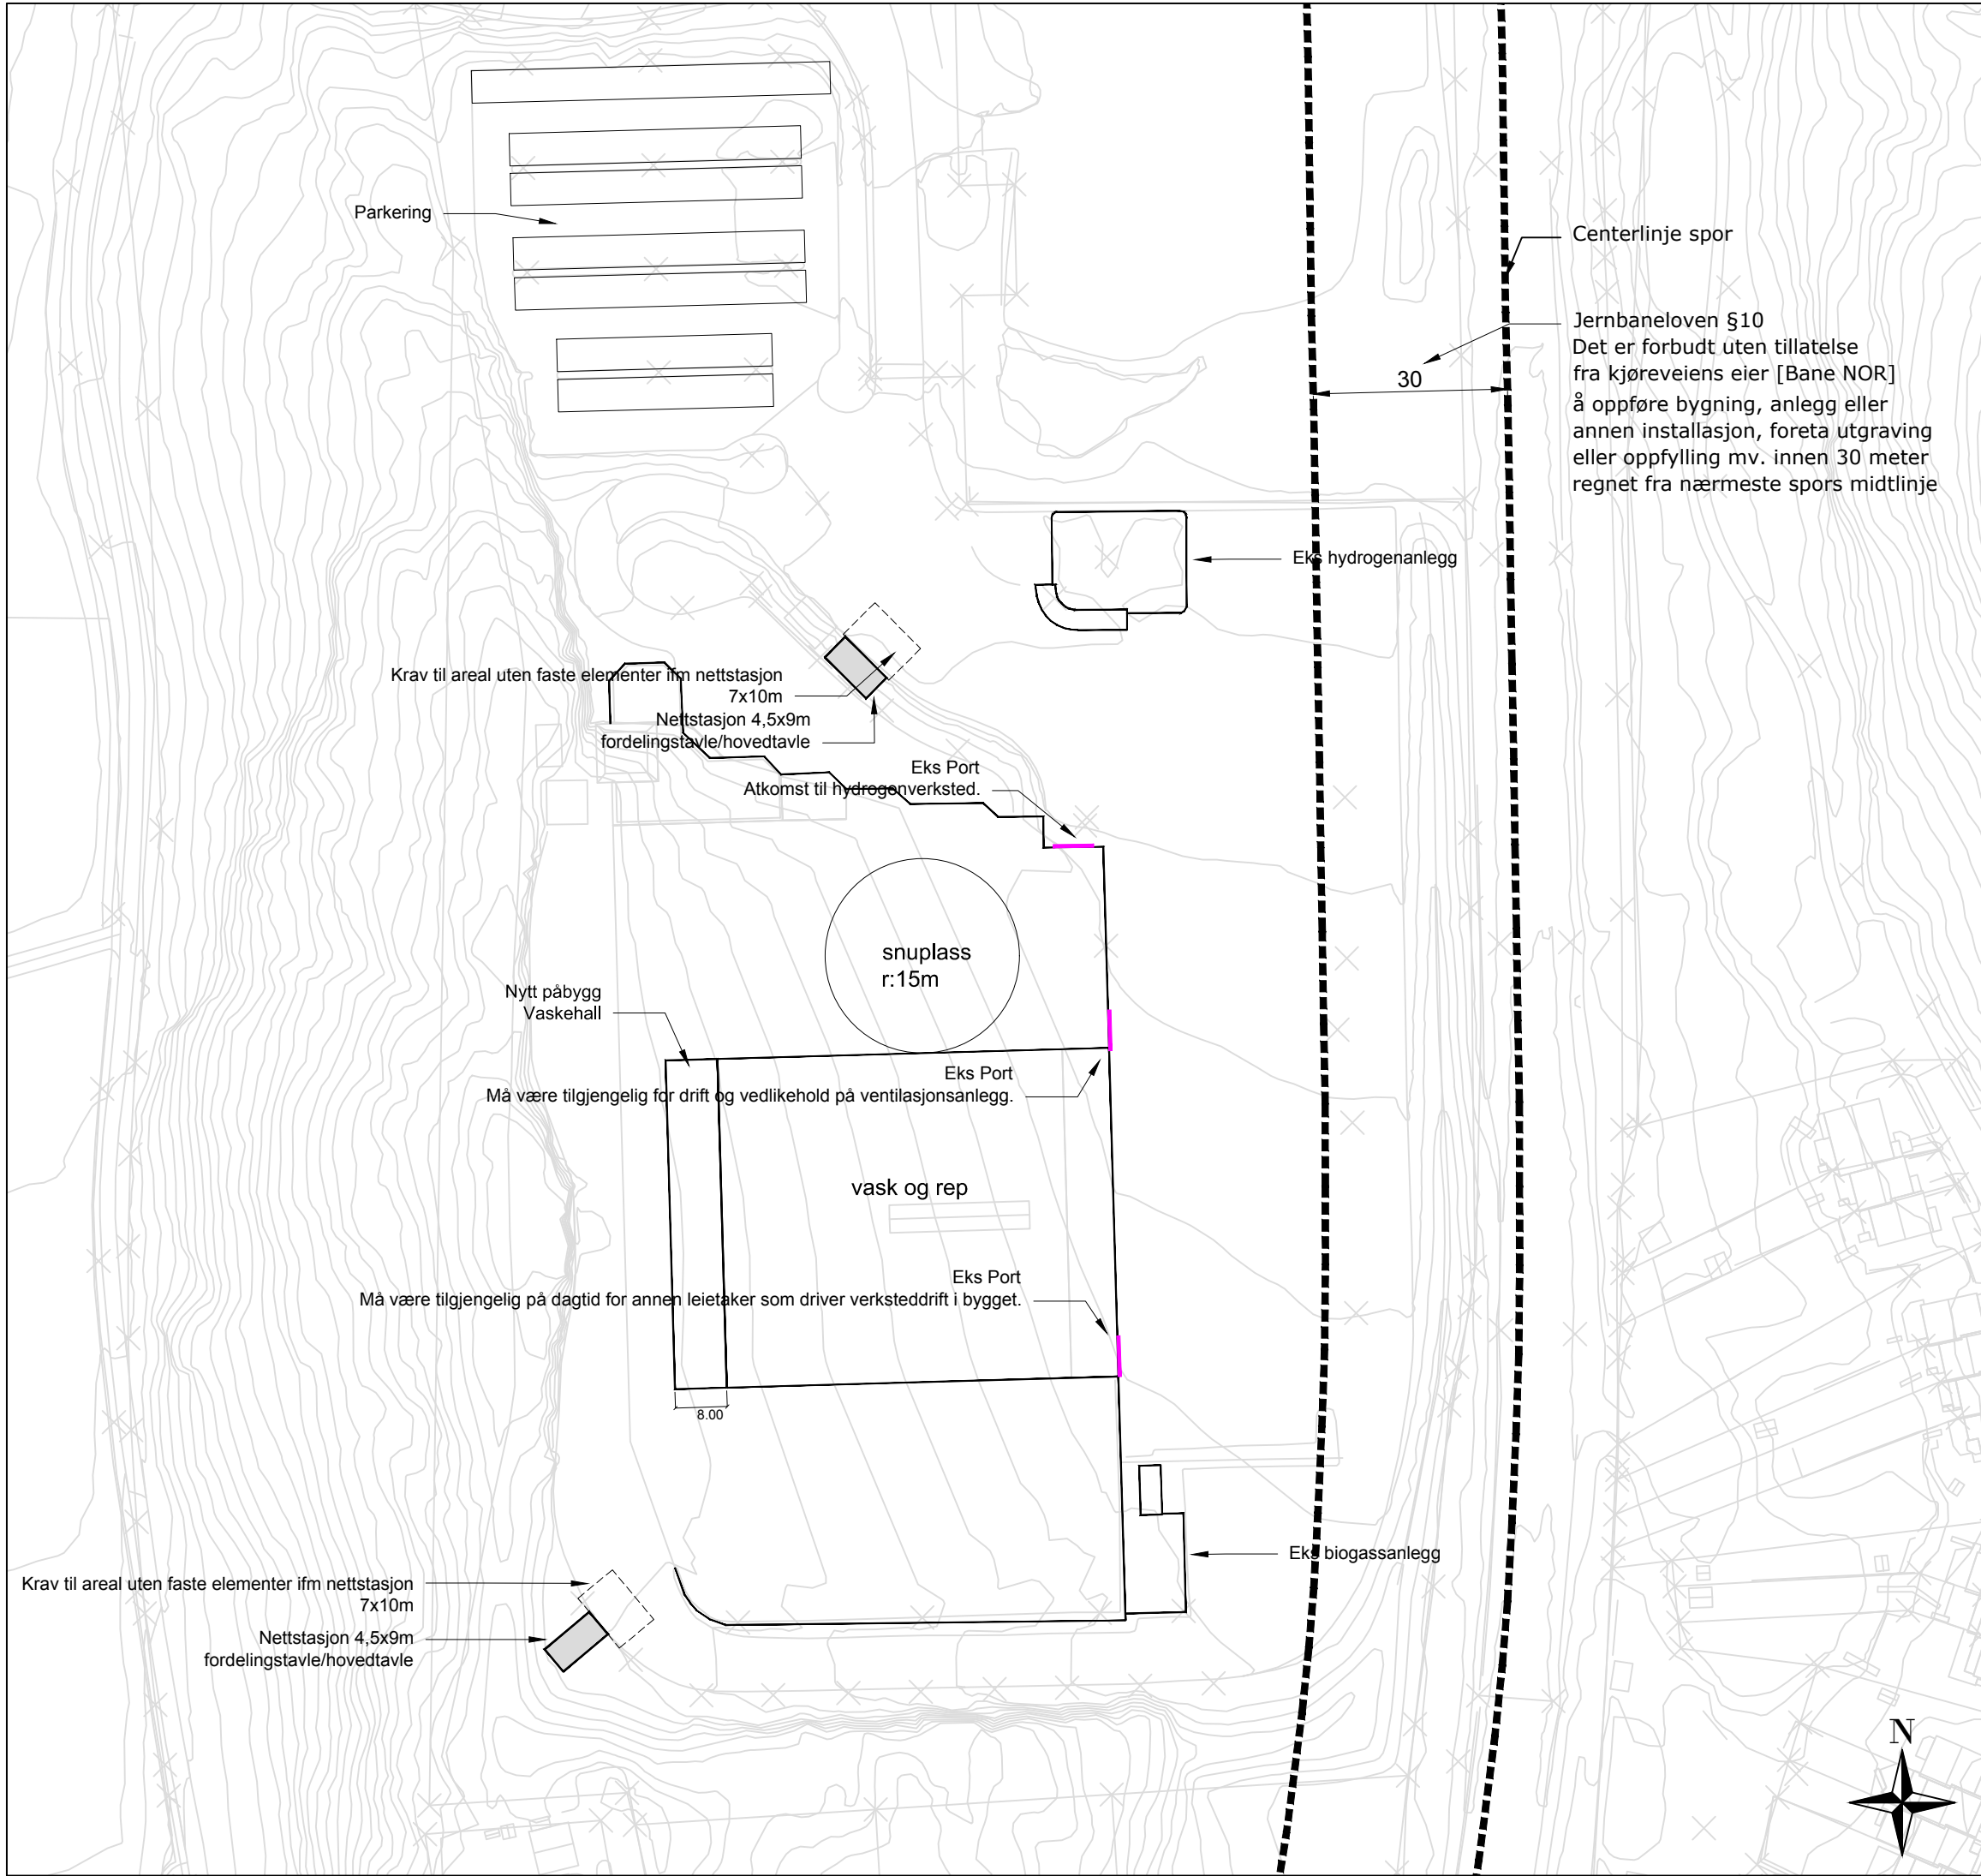 Parkering
Centerlinje spor
Jernbaneloven §10
Det er forbudt uten tillatelse
fra kjøreveiens eier [Bane NOR]
å oppføre bygning, anlegg eller
annen installasjon, foreta utgraving
eller oppfylling mv. innen 30 meter
regnet fra nærmeste spors midtlinje
30
Eks hydrogenanlegg
Krav til areal uten faste elementer ifm nettstasjon
7x10m
Nettstasjon 4,5x9m
fordelingstavle/hovedtavle
Eks Port
Atkomst til hydrogenverksted.
snuplass
r:15m
Nytt påbygg
Vaskehall
Eks Port
Må være tilgjengelig for drift og vedlikehold på ventilasjonsanlegg.
vask og rep
Eks Port
Må være tilgjengelig på dagtid for annen leietaker som driver verksteddrift i bygget.
8.00
Eks biogassanlegg
Krav til areal uten faste elementer ifm nettstasjon
7x10m
Nettstasjon 4,5x9m
fordelingstavle/hovedtavle
N